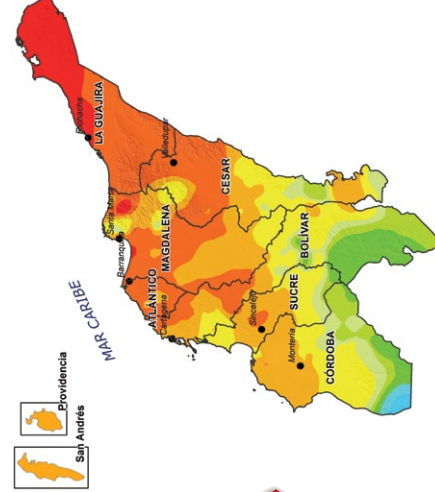 Providencia
San Andrés
MAR CARIBE
Riohacha
LA GUAJIRA
Santa Marta
Barranquilla
Valledupar
ATLÁNTICO
MAGDALENA
CESAR
Cartagena
Sincelejo
SUCRE
BOLÍVAR
Montería
CÓRDOBA